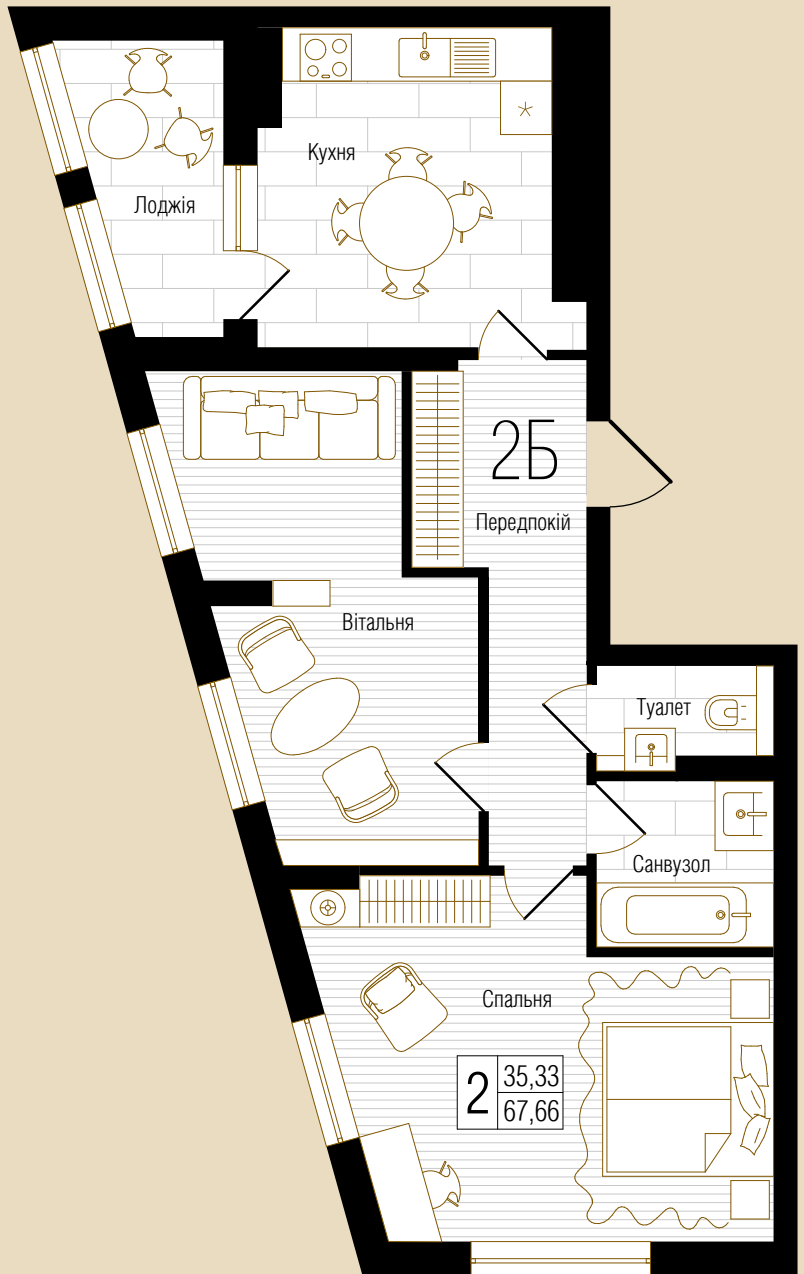 Кухня
Лоджія
2Б
Передпокій
Вітальня
Туалет
Санвузол
Спальня
2
35,33
67,66